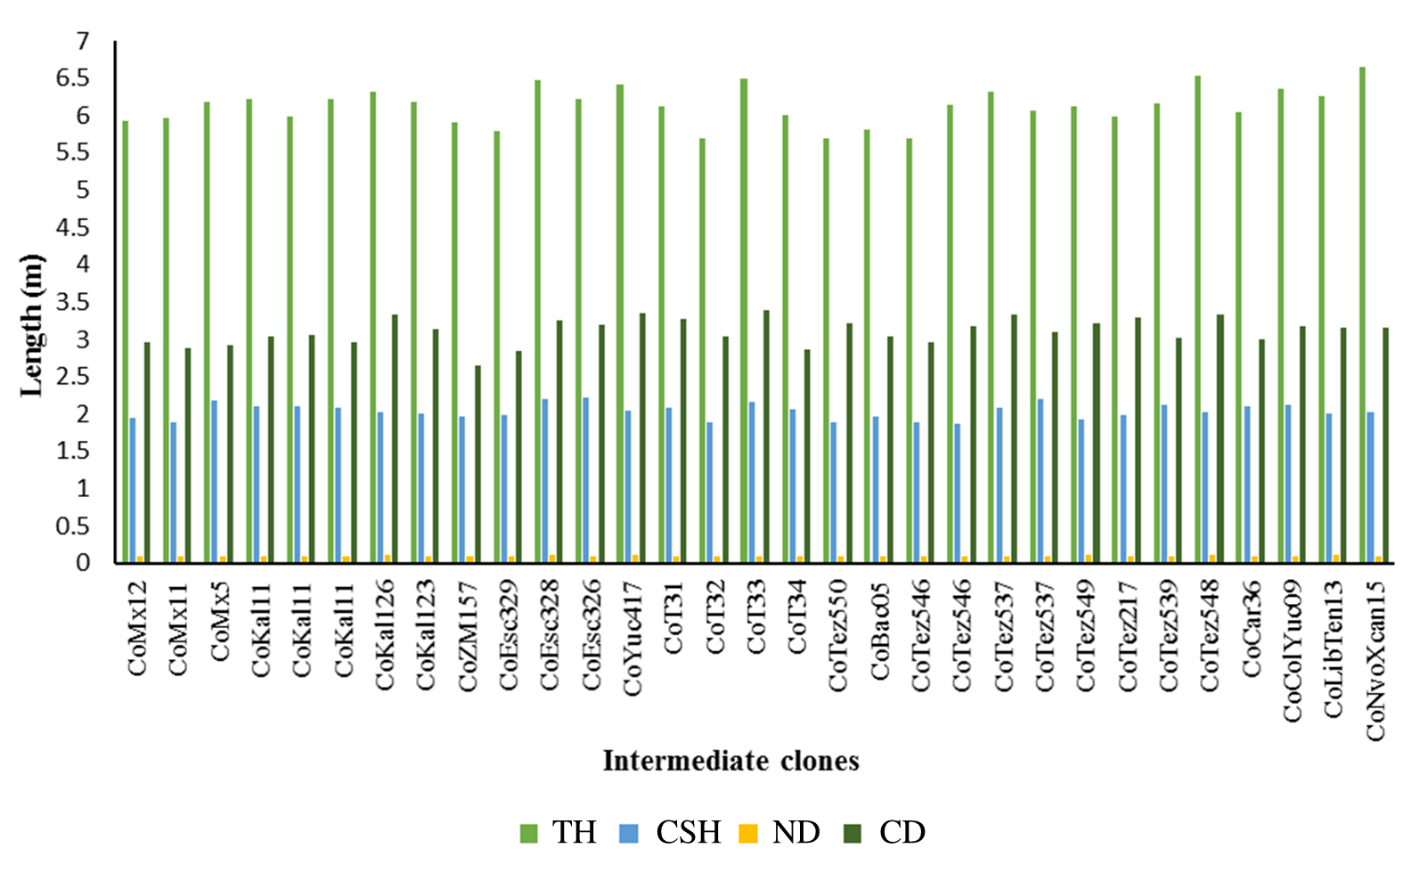 7
6.5
6
5.5
5
4.5
4
3.5
3
2.5
2
1.5
1
0.5
0
Length (m)
CoMx12
CoMx11
CoMx5
CoKal11
CoKal11
CoKal11
CoKal126
CoKal123
CoZM157
CoEsc329
CoEsc328
CoEsc326
CoYuc417
CoT31
CoT32
CoT33
CoT34
CoTez550
CoBac05
CoTez546
CoTez546
CoTez537
CoTez537
CoTez549
CoTez217
CoTez539
CoTez548
CoCar36
CoColYuc09
CoLibTen13
CoNvoXcan15
Intermediate clones
TH CSH ND CD